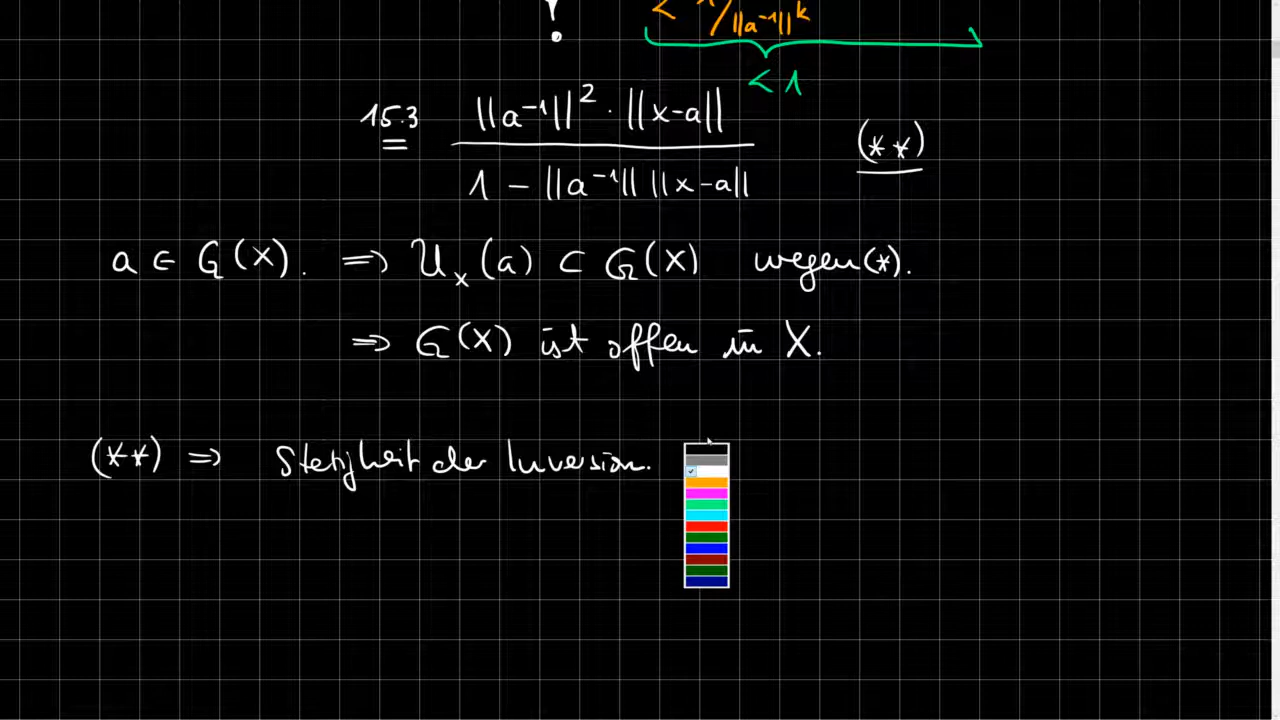 ! < 1/||a⁻¹||ᵏ
< 1
15.3 = ||a⁻¹||² · ||x-a|| / 1 - ||a⁻¹|| ||x-a|| (**)
a ∈ G(X). ⇒ U_x(a) ⊂ G(X) wegen (*).
⇒ G(X) ist offen in X.
(**) ⇒ Stetigkeit der Inversion.